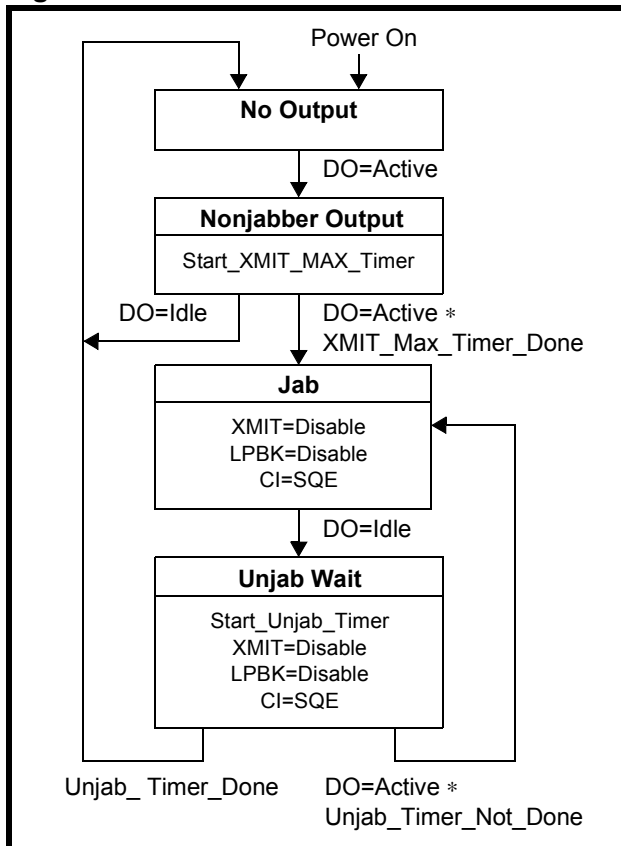 Power On
No Output
DO=Active
Nonjabber Output
Start_XMIT_MAX_Timer
DO=Idle
DO=Active *
XMIT_Max_Timer_Done
Jab
XMIT=Disable
LPBK=Disable
CI=SQE
DO=Idle
Unjab Wait
Start_Unjab_Timer
XMIT=Disable
LPBK=Disable
CI=SQE
Unjab_ Timer_Done
DO=Active *
Unjab_Timer_Not_Done